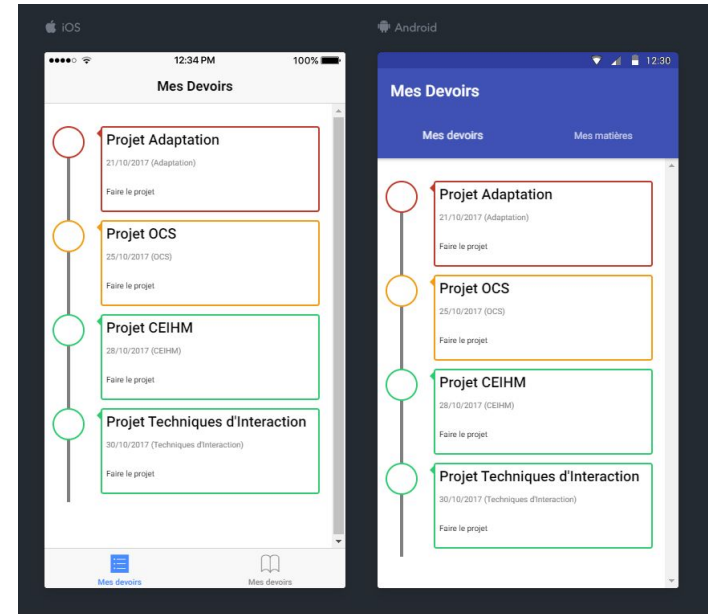 iOS
12:34 PM
100%
Mes Devoirs
Projet Adaptation
21/10/2017 (Adaptation)
Faire le projet
Projet OCS
25/10/2017 (OCS)
Faire le projet
Projet CEIHM
28/10/2017 (CEIHM)
Faire le projet
Projet Techniques d'Interaction
30/10/2017 (Techniques d'Interaction)
Faire le projet
Mes devoirs
Mes devoirs
Android
12:30
Mes Devoirs
Mes devoirs
Mes matières
Projet Adaptation
21/10/2017 (Adaptation)
Faire le projet
Projet OCS
25/10/2017 (OCS)
Faire le projet
Projet CEIHM
28/10/2017 (CEIHM)
Faire le projet
Projet Techniques d'Interaction
30/10/2017 (Techniques d'Interaction)
Faire le projet